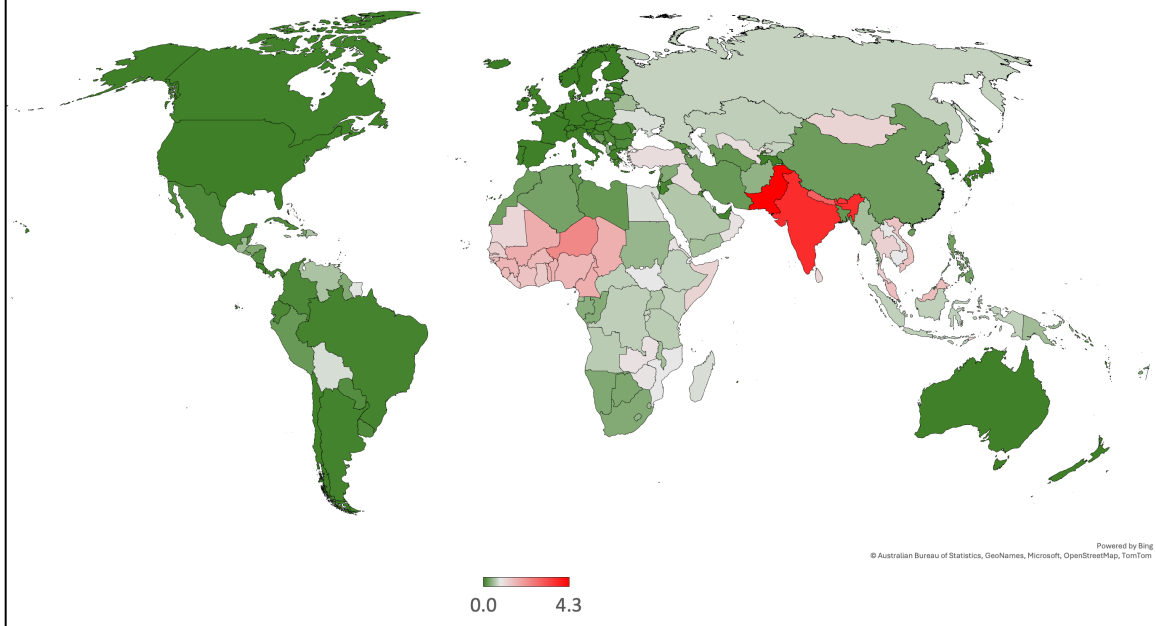 Powered by Bing
© Australian Bureau of Statistics, GeoNames, Microsoft, OpenStreetMap, TomTom
0.0 4.3